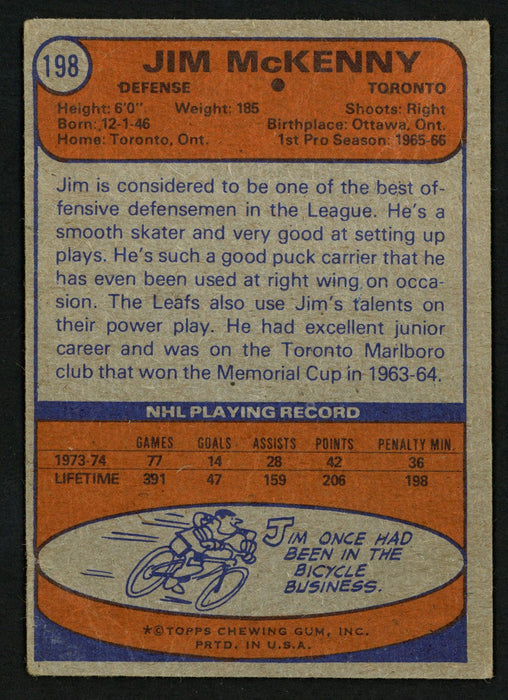 198
JIM McKENNY
DEFENSE TORONTO
Height: 6'0" Weight: 185 Shoots: Right
Born: 12-1-46 Birthplace: Ottawa, Ont.
Home: Toronto, Ont. 1st Pro Season: 1965-66
Jim is considered to be one of the best of-
fensive defensemen in the League. He's a
smooth skater and very good at setting up
plays. He's such a good puck carrier that he
has even been used at right wing on occa-
sion. The Leafs also use Jim's talents on
their power play. He had excellent junior
career and was on the Toronto Marlboro
club that won the Memorial Cup in 1963-64.
NHL PLAYING RECORD
GAMES GOALS ASSISTS POINTS PENALTY MIN.
1973-74 77 14 28 42 36
LIFETIME 391 47 159 206 198
JIM ONCE HAD
BEEN IN THE
BICYCLE
BUSINESS.
★©TOPPS CHEWING GUM, INC.
PRTD. IN U.S.A.